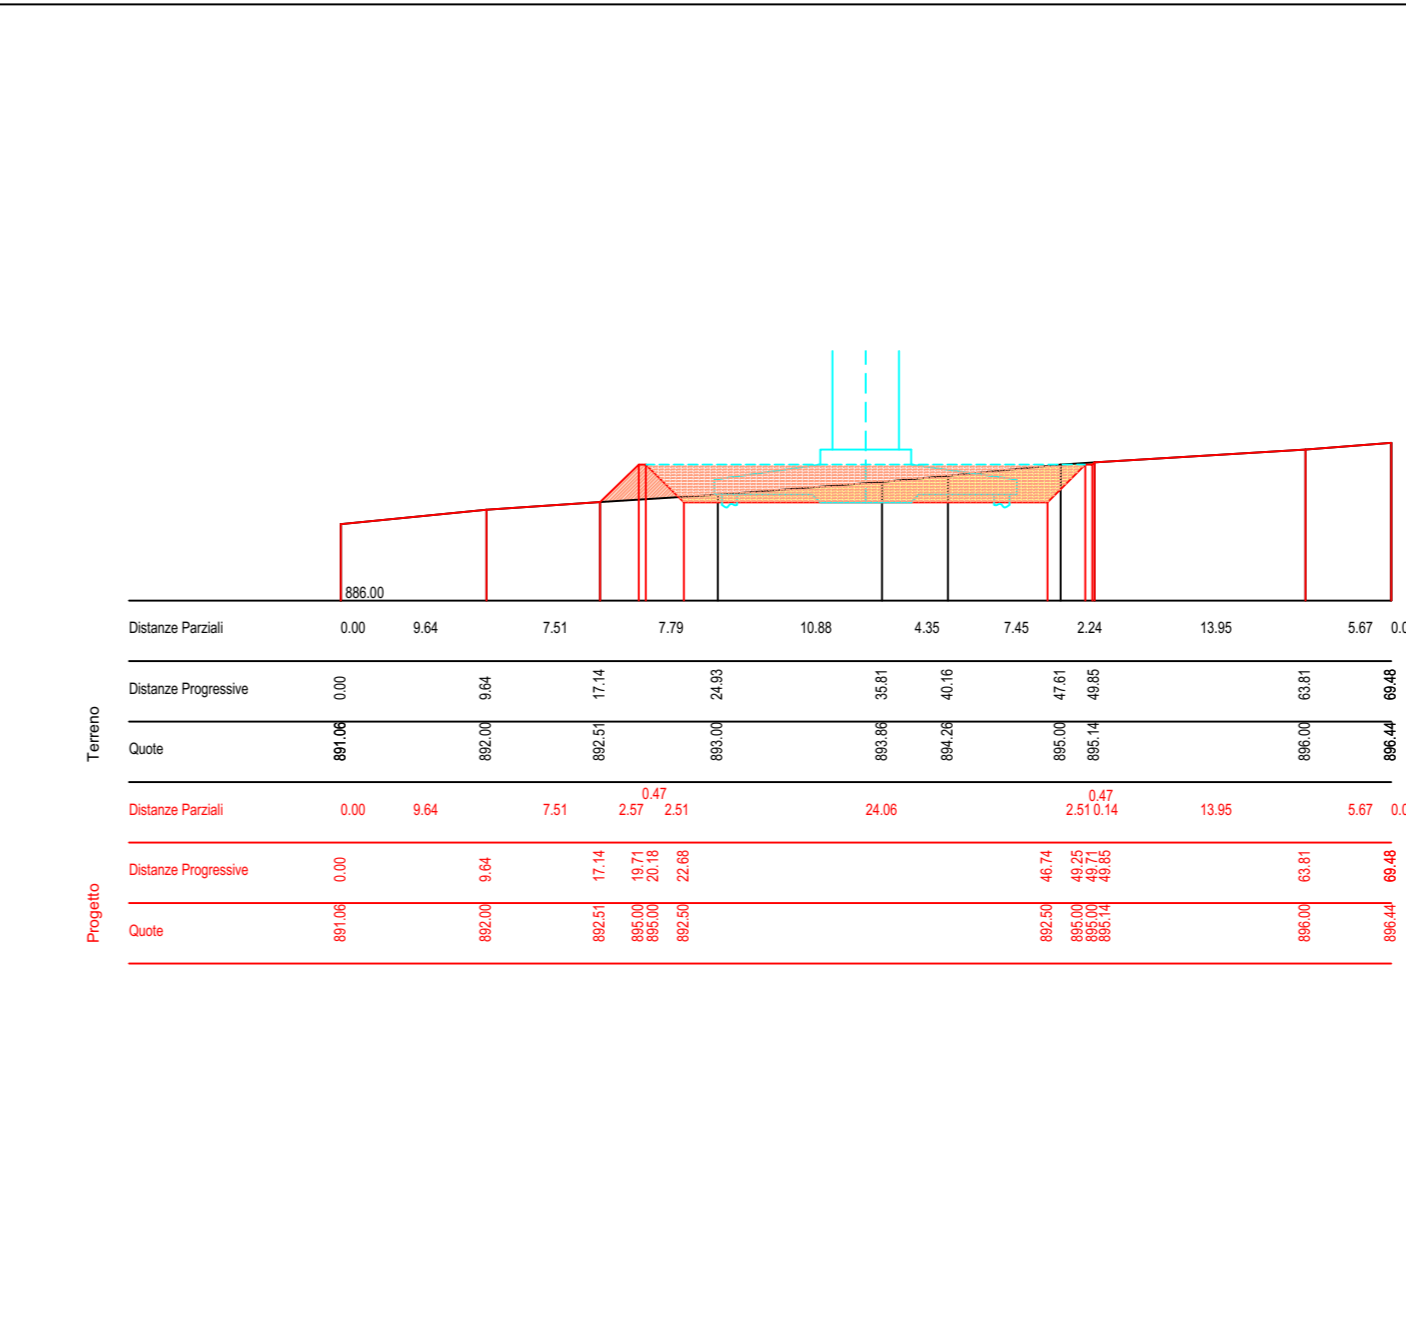 886.00
Distanze Parziali 0.00 9.64 7.51 7.79 10.88 4.35 7.45 2.24 13.95 5.67
Terreno
Distanze Progressive 0.00 9.64 17.14 24.93 35.81 40.16 47.61 49.85 63.81 69.48
Quote 891.06 892.00 892.51 893.00 893.86 894.26 895.00 895.14 896.00 896.44
0.47 0.47
Distanze Parziali 0.00 9.64 7.51 2.57 2.51 24.06 2.51 0.14 13.95 5.67
Progetto
Distanze Progressive 0.00 9.64 17.14 19.71 20.18 22.68 46.74 49.25 49.71 49.85 63.81 69.48
Quote 891.06 892.00 892.51 895.00 895.00 892.50 892.50 895.00 895.00 895.14 896.00 896.44